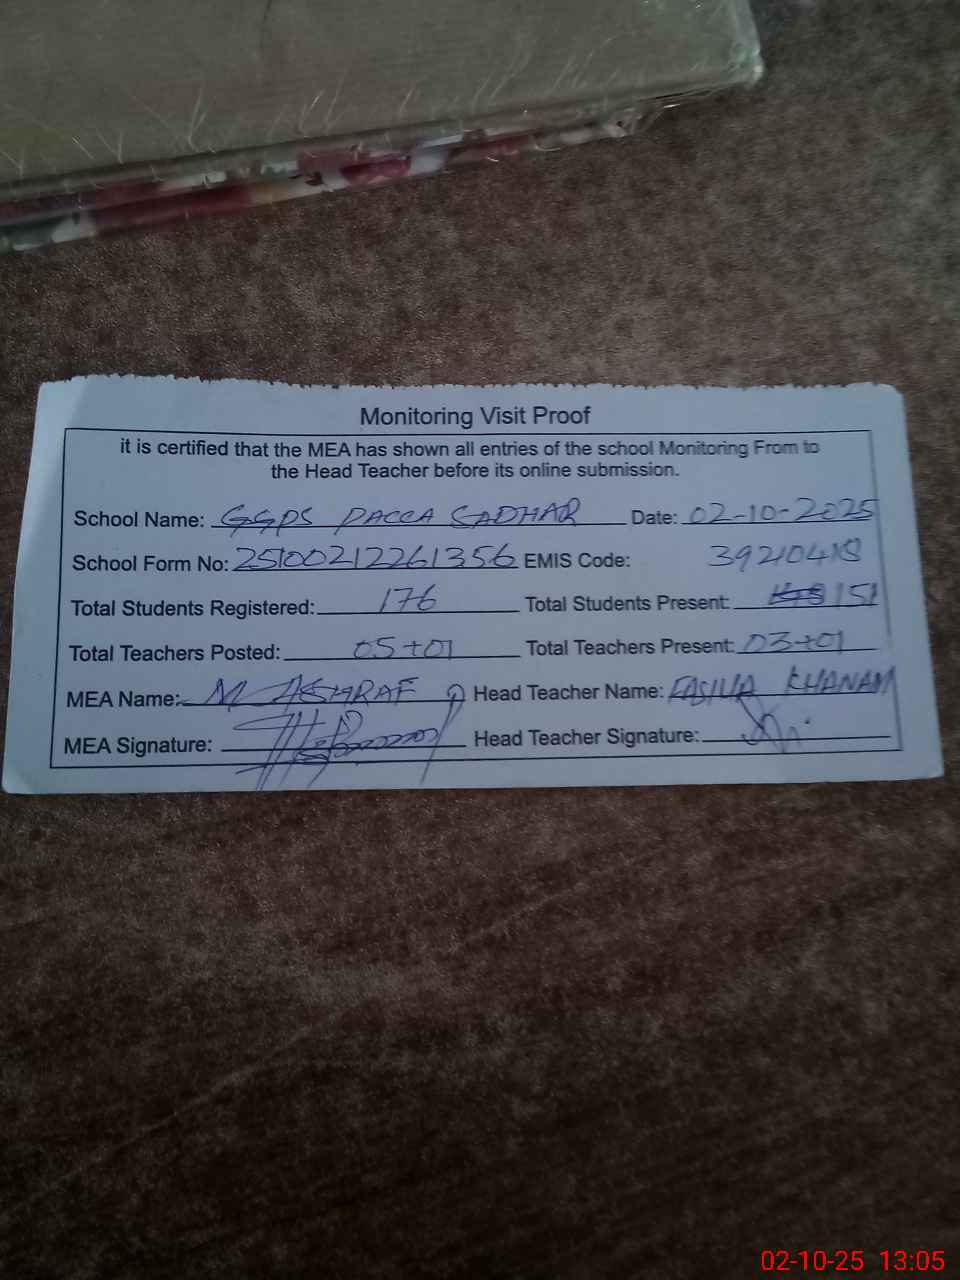 Monitoring Visit Proof
it is certified that the MEA has shown all entries of the school Monitoring From to
the Head Teacher before its online submission.
School Name: GGPS PACCA SADHAR Date: 02-10-2025
School Form No: 25100212261356 EMIS Code: 39210418
Total Students Registered: 176 Total Students Present: 151
Total Teachers Posted: 05+01 Total Teachers Present: 03+01
MEA Name: M ASHRAF Head Teacher Name: KHANAM
MEA Signature: Head Teacher Signature:
02-10-25 13:05